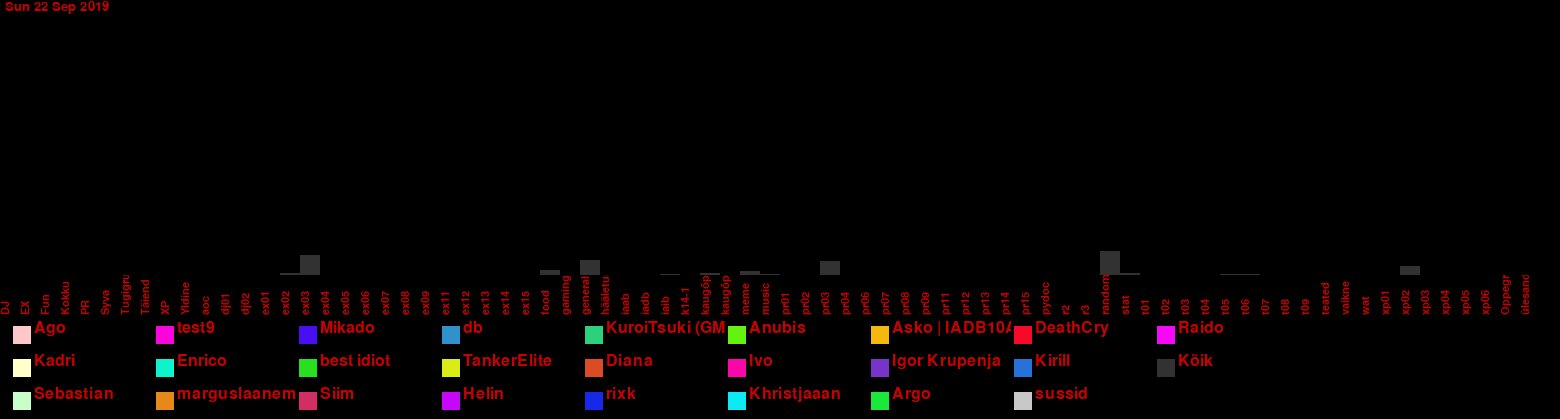 Sun 22 Sep 2019
DJ EX Fun Kokku PR Syva Tugigru Täiend XP Yldine aoc dj01 dj02 ex01 ex02 ex03 ex04 ex05 ex06 ex07 ex08 ex09 ex11 ex12 ex13 ex14 ex15 food gaming general hääletu iaab iadb iaib k14-1 kaugõp kaugõp meme music pr01 pr02 pr03 pr04 pr06 pr07 pr08 pr09 pr11 pr12 pr13 pr14 pr15 pydoc r2 r3 random stat t01 t02 t03 t04 t05 t06 t07 t08 t09 teated vaikne wat xp01 xp02 xp03 xp04 xp05 xp06 Õppegr ülesand
Ago test9 Mikado db KuroiTsuki (GM Anubis Asko | IADB10A DeathCry Raido
Kadri Enrico best idiot TankerElite Diana Ivo Igor Krupenja Kirill Kõik
Sebastian marguslaanem Siim Helin rixk Khristjaaan Argo sussid